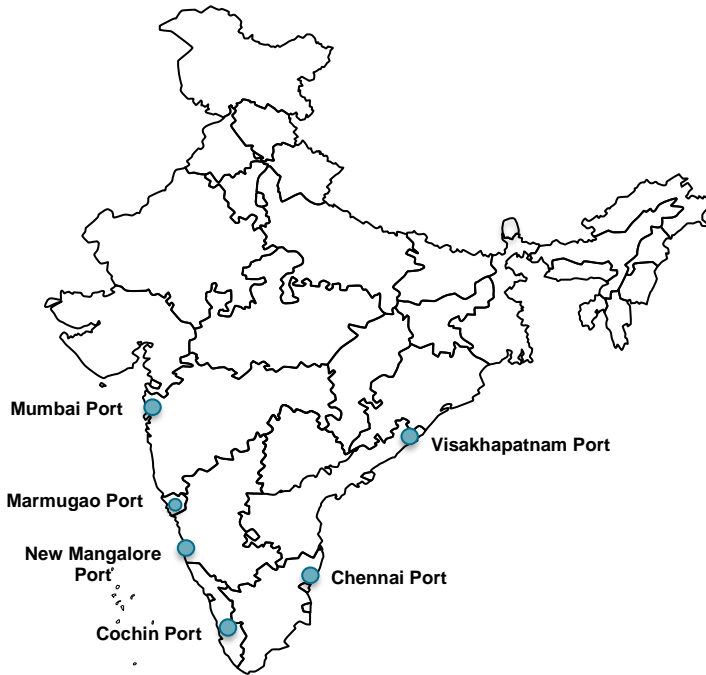 Mumbai Port
Visakhapatnam Port
Marmugao Port
New Mangalore
Port
Chennai Port
Cochin Port